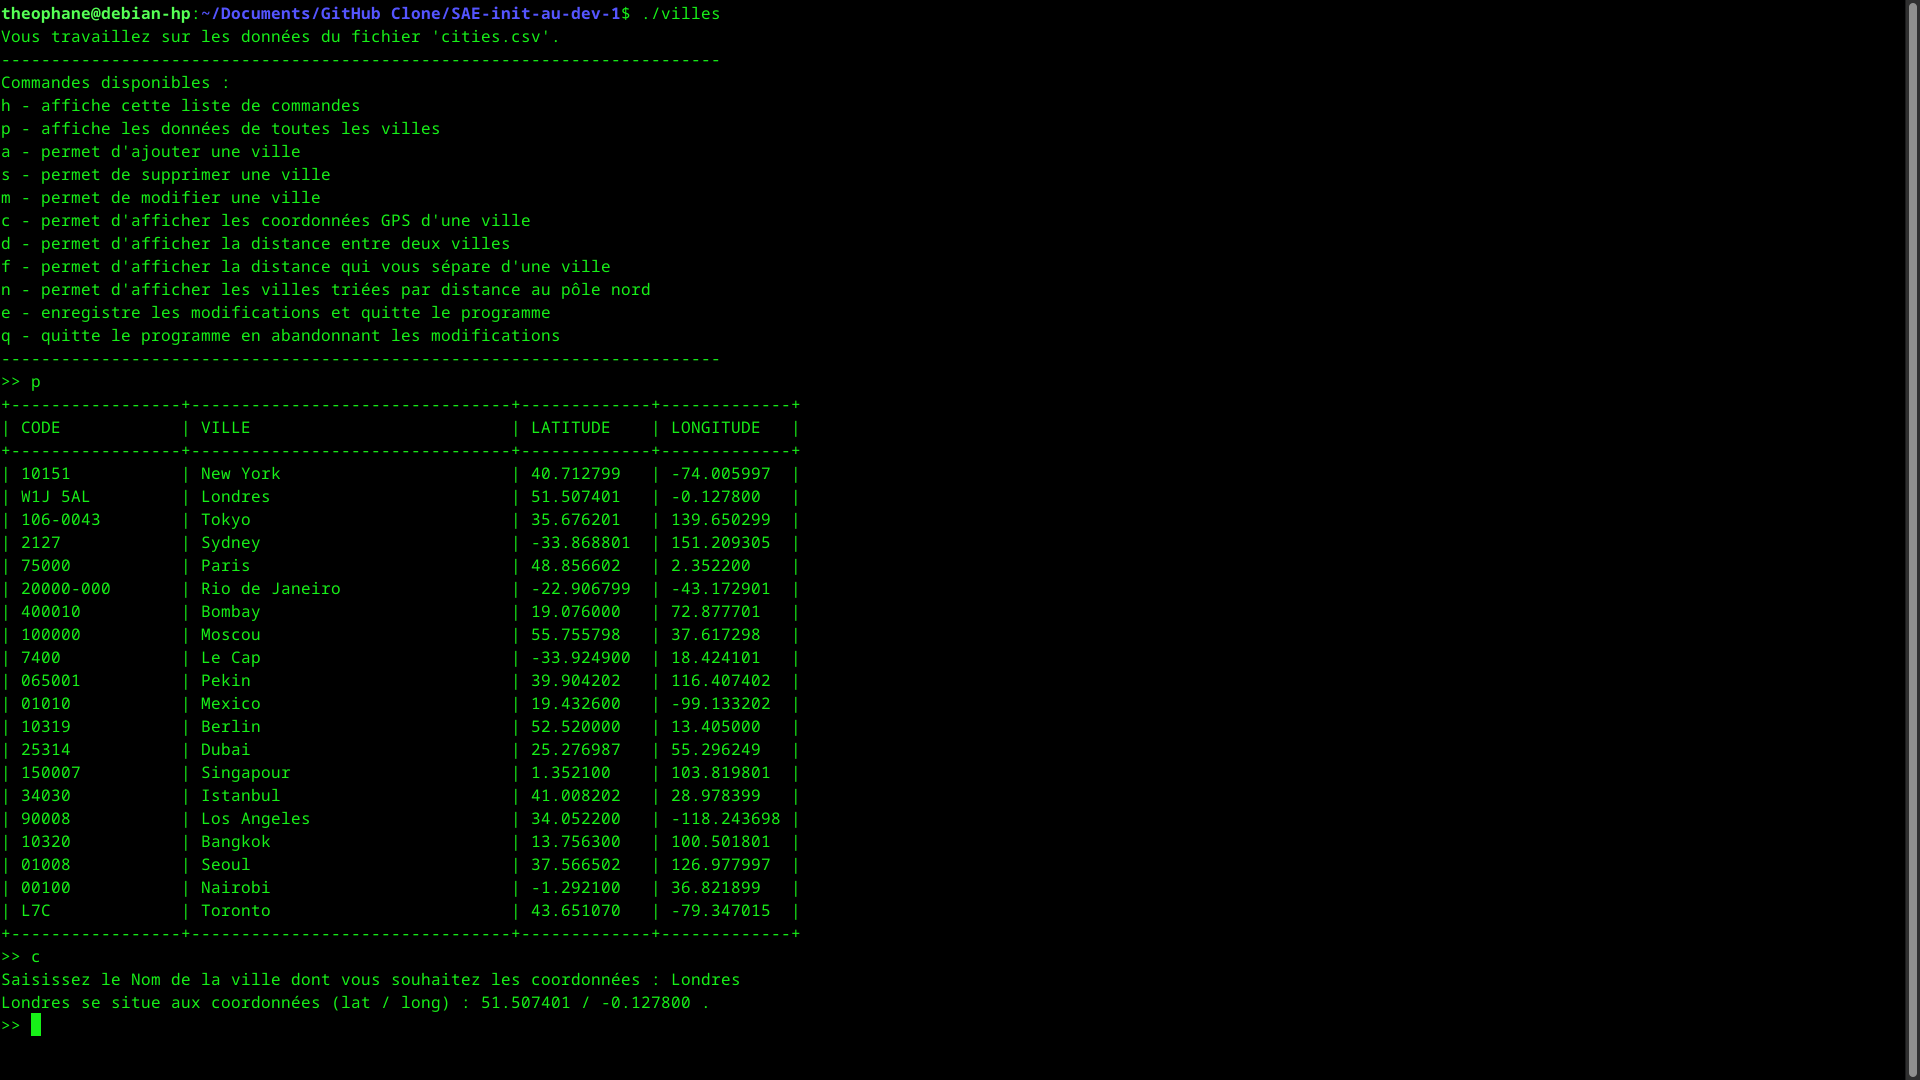 theophane@debian-hp:~/Documents/GitHub Clone/SAE-init-au-dev-1$ ./villes
Vous travaillez sur les données du fichier 'cities.csv'.
------------------------------------------------------------------------
Commandes disponibles :
h - affiche cette liste de commandes
p - affiche les données de toutes les villes
a - permet d'ajouter une ville
s - permet de supprimer une ville
m - permet de modifier une ville
c - permet d'afficher les coordonnées GPS d'une ville
d - permet d'afficher la distance entre deux villes
f - permet d'afficher la distance qui vous sépare d'une ville
n - permet d'afficher les villes triées par distance au pôle nord
e - enregistre les modifications et quitte le programme
q - quitte le programme en abandonnant les modifications
------------------------------------------------------------------------
>> p
+-----------------+--------------------------------+-------------+-------------+
| CODE            | VILLE                          | LATITUDE    | LONGITUDE   |
+-----------------+--------------------------------+-------------+-------------+
| 10151           | New York                       | 40.712799   | -74.005997  |
| W1J 5AL         | Londres                        | 51.507401   | -0.127800   |
| 106-0043        | Tokyo                          | 35.676201   | 139.650299  |
| 2127            | Sydney                         | -33.868801  | 151.209305  |
| 75000           | Paris                          | 48.856602   | 2.352200    |
| 20000-000       | Rio de Janeiro                 | -22.906799  | -43.172901  |
| 400010          | Bombay                         | 19.076000   | 72.877701   |
| 100000          | Moscou                         | 55.755798   | 37.617298   |
| 7400            | Le Cap                         | -33.924900  | 18.424101   |
| 065001          | Pekin                          | 39.904202   | 116.407402  |
| 01010           | Mexico                         | 19.432600   | -99.133202  |
| 10319           | Berlin                         | 52.520000   | 13.405000   |
| 25314           | Dubai                          | 25.276987   | 55.296249   |
| 150007          | Singapour                      | 1.352100    | 103.819801  |
| 34030           | Istanbul                       | 41.008202   | 28.978399   |
| 90008           | Los Angeles                    | 34.052200   | -118.243698 |
| 10320           | Bangkok                        | 13.756300   | 100.501801  |
| 01008           | Seoul                          | 37.566502   | 126.977997  |
| 00100           | Nairobi                        | -1.292100   | 36.821899   |
| L7C             | Toronto                        | 43.651070   | -79.347015  |
+-----------------+--------------------------------+-------------+-------------+
>> c
Saisissez le Nom de la ville dont vous souhaitez les coordonnées : Londres
Londres se situe aux coordonnées (lat / long) : 51.507401 / -0.127800 .
>>